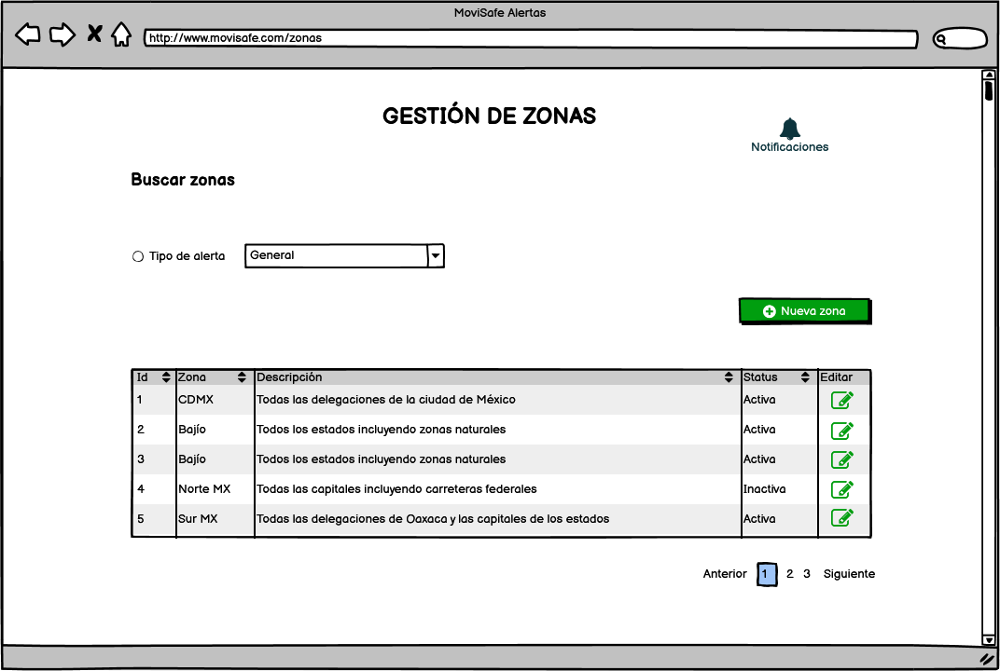 MoviSafe Alertas
http://www.movisafe.com/zonas
GESTIÓN DE ZONAS
Notificaciones
Buscar zonas
Tipo de alerta General
Nueva zona
Id Zona Descripción Status Editar
1 CDMX Todas las delegaciones de la ciudad de México Activa
2 Bajío Todos los estados incluyendo zonas naturales Activa
3 Bajío Todos los estados incluyendo zonas naturales Activa
4 Norte MX Todas las capitales incluyendo carreteras federales Inactiva
5 Sur MX Todas las delegaciones de Oaxaca y las capitales de los estados Activa
Anterior 1 2 3 Siguiente